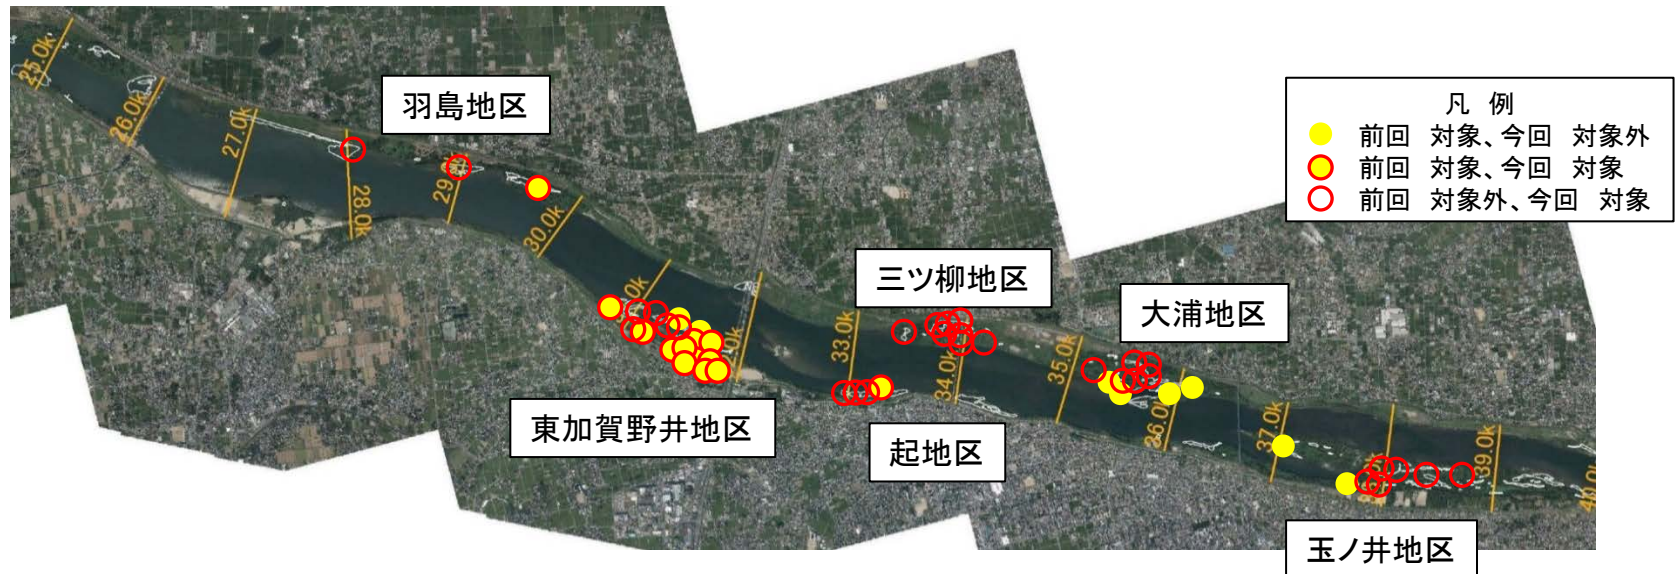 凡 例
前回 対象、今回 対象外
前回 対象、今回 対象
前回 対象外、今回 対象
羽島地区
三ツ柳地区
大浦地区
東加賀野井地区
起地区
玉ノ井地区
25.0k
26.0k
27.0k
28.0k
29.
30.0k
.0k
.0k
33.0k
34.0k
35.0k
36.0k
37.0k
39.0k
40.0k